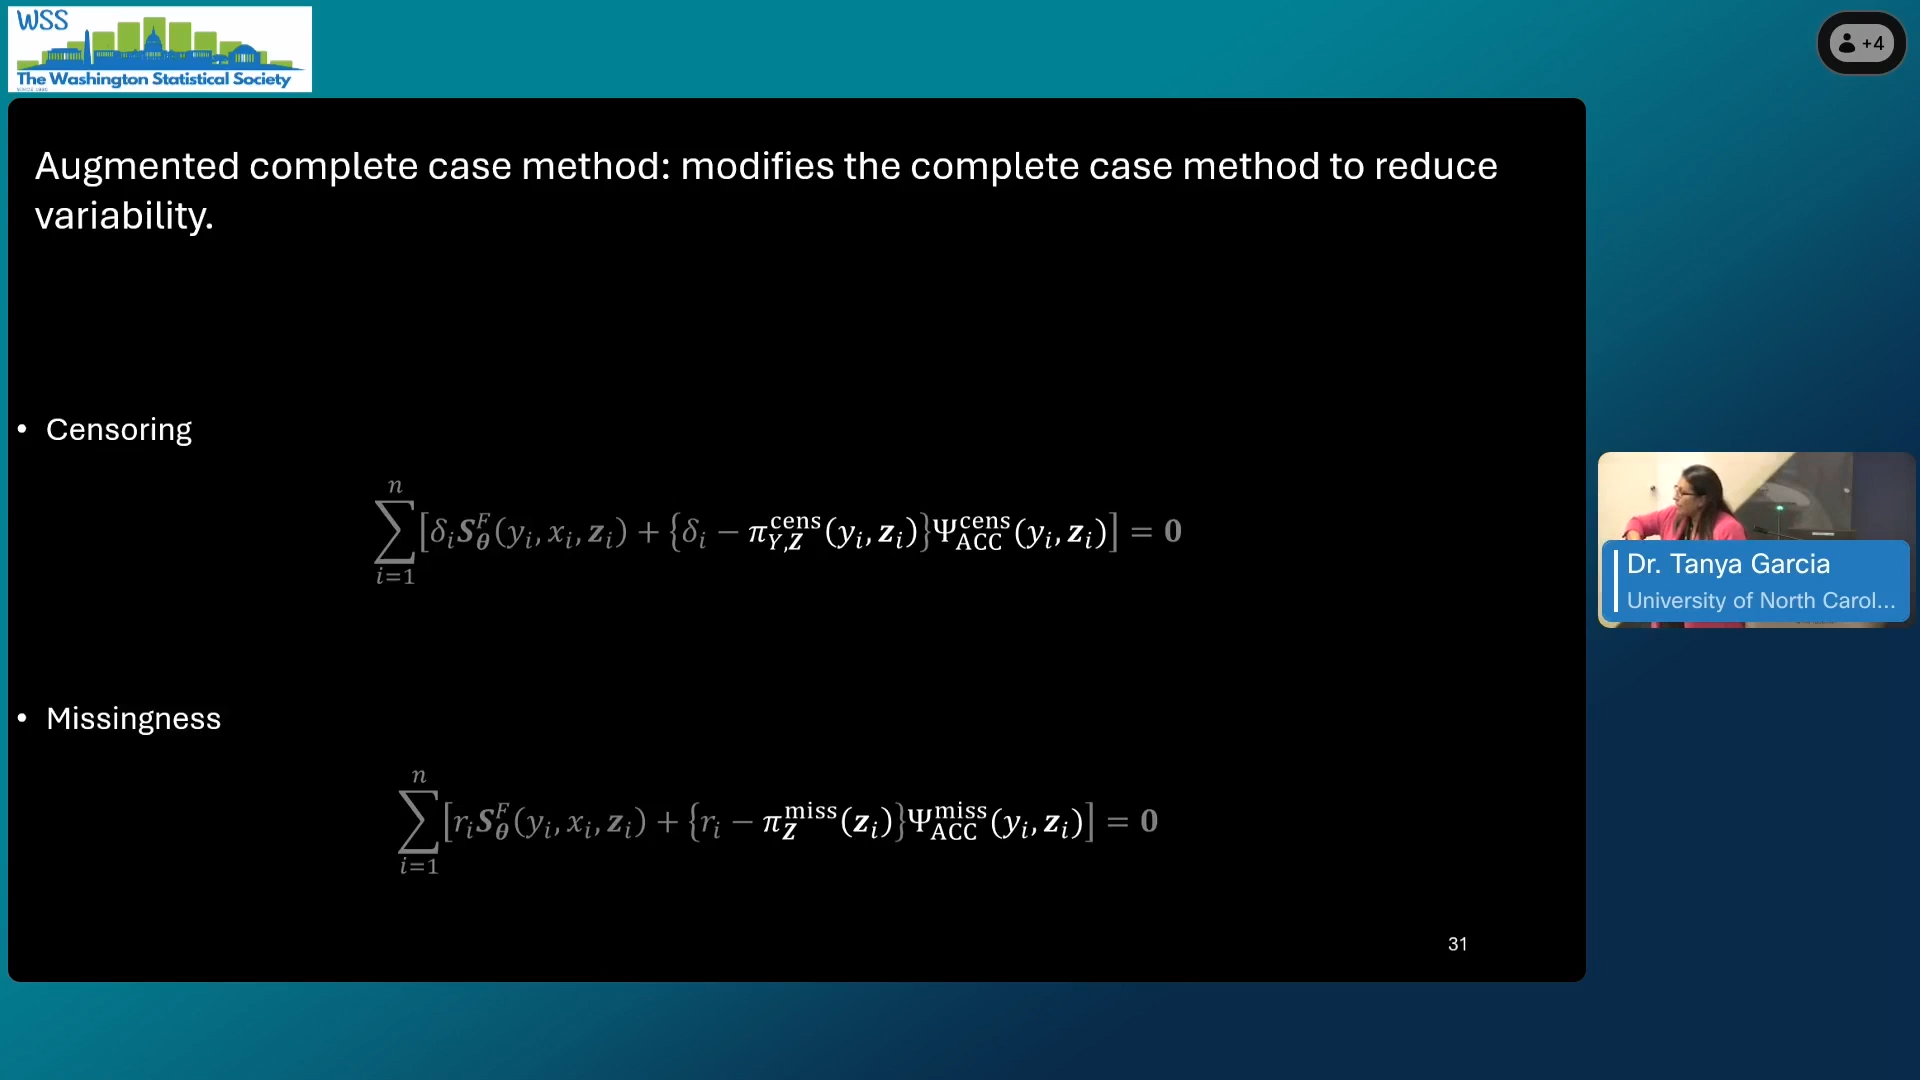 WSS
The Washington Statistical Society
+4
Augmented complete case method: modifies the complete case method to reduce
variability.
• Censoring
\sum_{i=1}^{n} [δ_i S_θ^F(y_i, x_i, z_i) + {δ_i − π_{Y,Z}^{cens}(y_i, z_i)}Ψ_{ACC}^{cens}(y_i, z_i)] = 0
• Missingness
\sum_{i=1}^{n} [r_i S_θ^F(y_i, x_i, z_i) + {r_i − π_Z^{miss}(z_i)}Ψ_{ACC}^{miss}(y_i, z_i)] = 0
31
Dr. Tanya Garcia
University of North Carol...